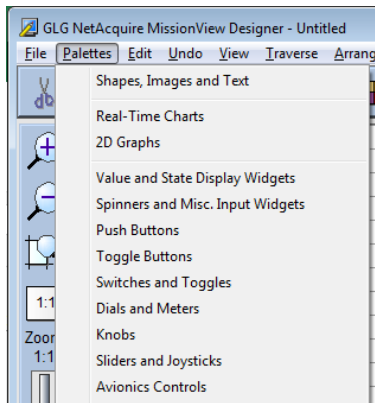 GLG NetAcquire MissionView Designer - Untitled
File Palettes Edit Undo View Traverse Arrang
Shapes, Images and Text
Real-Time Charts
2D Graphs
Value and State Display Widgets
Spinners and Misc. Input Widgets
Push Buttons
Toggle Buttons
Switches and Toggles
Dials and Meters
1:1
Knobs
Zoor
Sliders and Joysticks
1:1
Avionics Controls